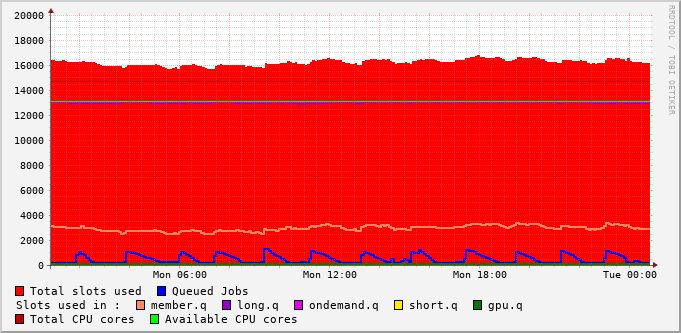 RRDTOOL / TOBI OETIKER
20000
18000
16000
14000
12000
10000
8000
6000
4000
2000
0
Mon 06:00 Mon 12:00 Mon 18:00 Tue 00:00
Total slots used Queued Jobs
Slots used in : member.q long.q ondemand.q short.q gpu.q
Total CPU cores Available CPU cores